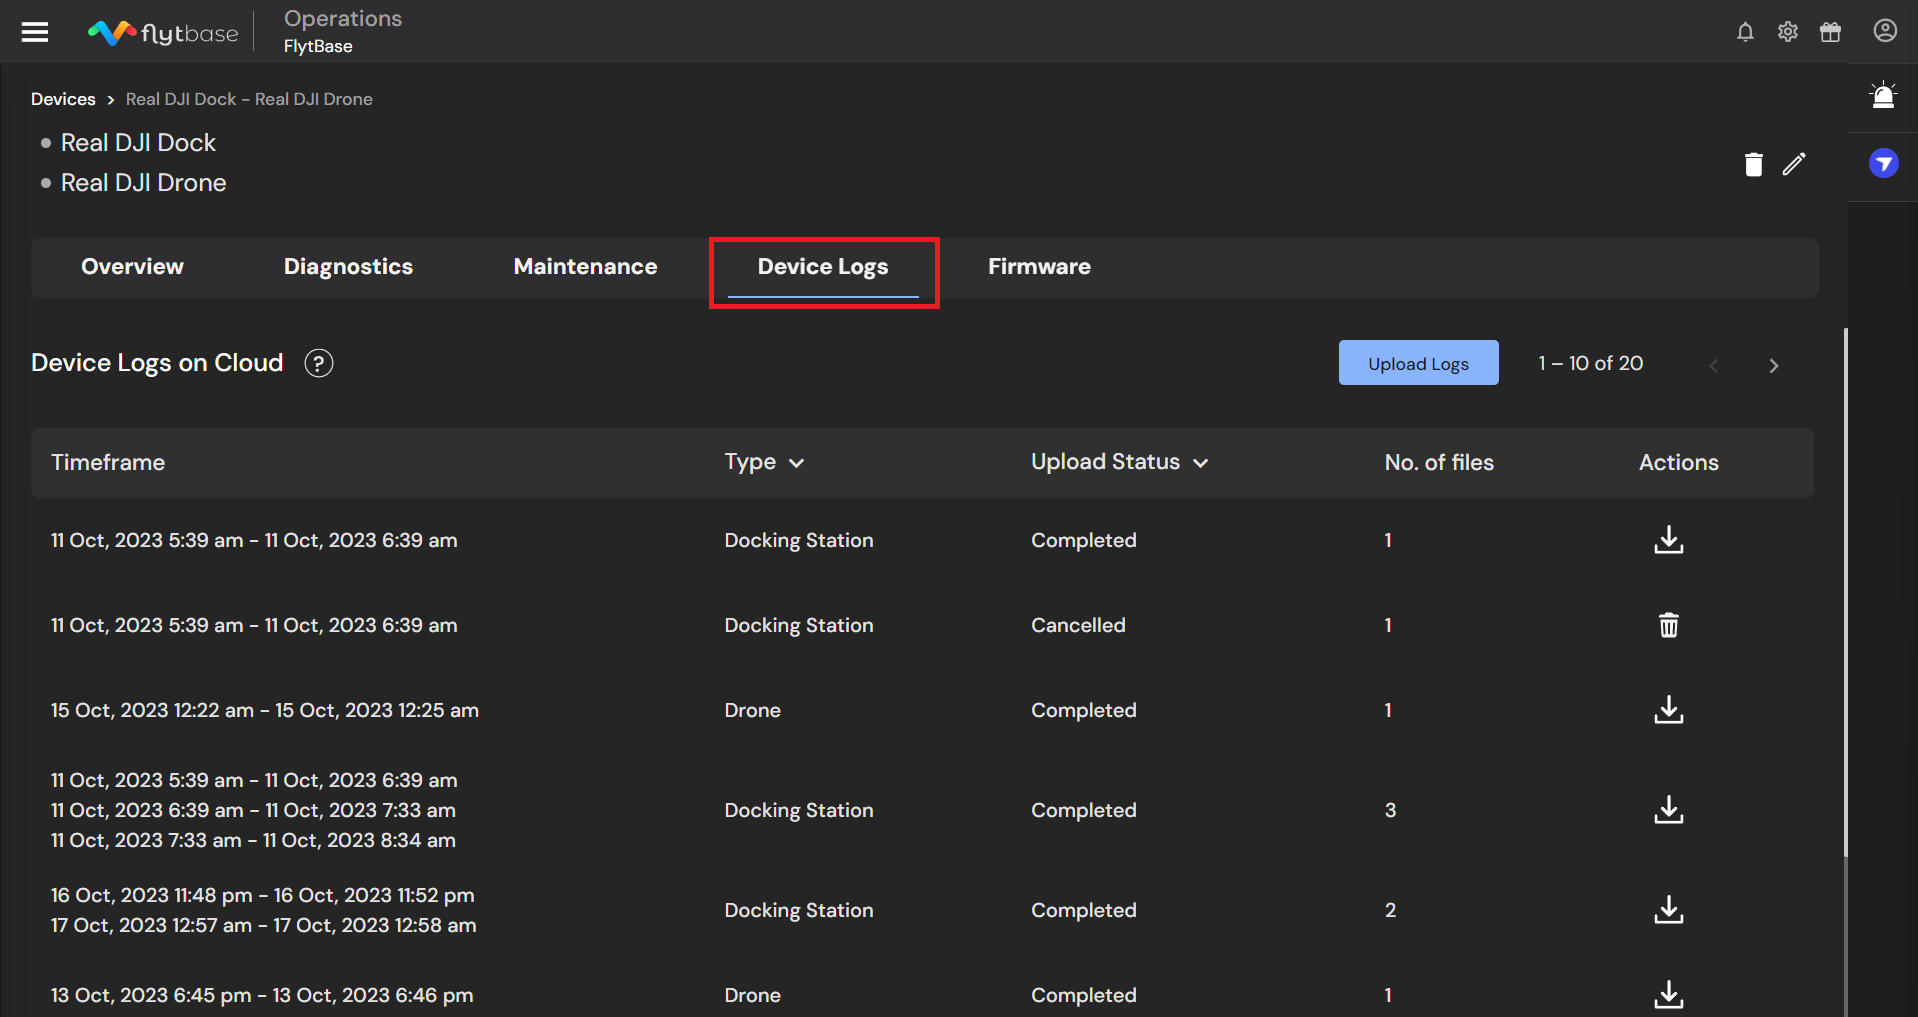 flytbase
Operations
FlytBase
Devices > Real DJI Dock - Real DJI Drone
Real DJI Dock
Real DJI Drone
Overview Diagnostics Maintenance Device Logs Firmware
Device Logs on Cloud ? Upload Logs 1 – 10 of 20
Timeframe Type Upload Status No. of files Actions
11 Oct, 2023 5:39 am - 11 Oct, 2023 6:39 am Docking Station Completed 1
11 Oct, 2023 5:39 am - 11 Oct, 2023 6:39 am Docking Station Cancelled 1
15 Oct, 2023 12:22 am - 15 Oct, 2023 12:25 am Drone Completed 1
11 Oct, 2023 5:39 am - 11 Oct, 2023 6:39 am
11 Oct, 2023 6:39 am - 11 Oct, 2023 7:33 am Docking Station Completed 3
11 Oct, 2023 7:33 am - 11 Oct, 2023 8:34 am
16 Oct, 2023 11:48 pm - 16 Oct, 2023 11:52 pm
17 Oct, 2023 12:57 am - 17 Oct, 2023 12:58 am Docking Station Completed 2
13 Oct, 2023 6:45 pm - 13 Oct, 2023 6:46 pm Drone Completed 1